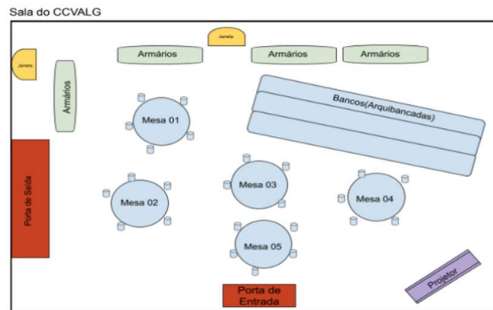 Sala do CCVALG
Janela
Janela
Armários
Armários
Armários
Armários
Bancos(Arquibancadas)
Mesa 01
Mesa 02
Mesa 03
Mesa 04
Mesa 05
Porta de Saída
Porta de
Entrada
Projetor